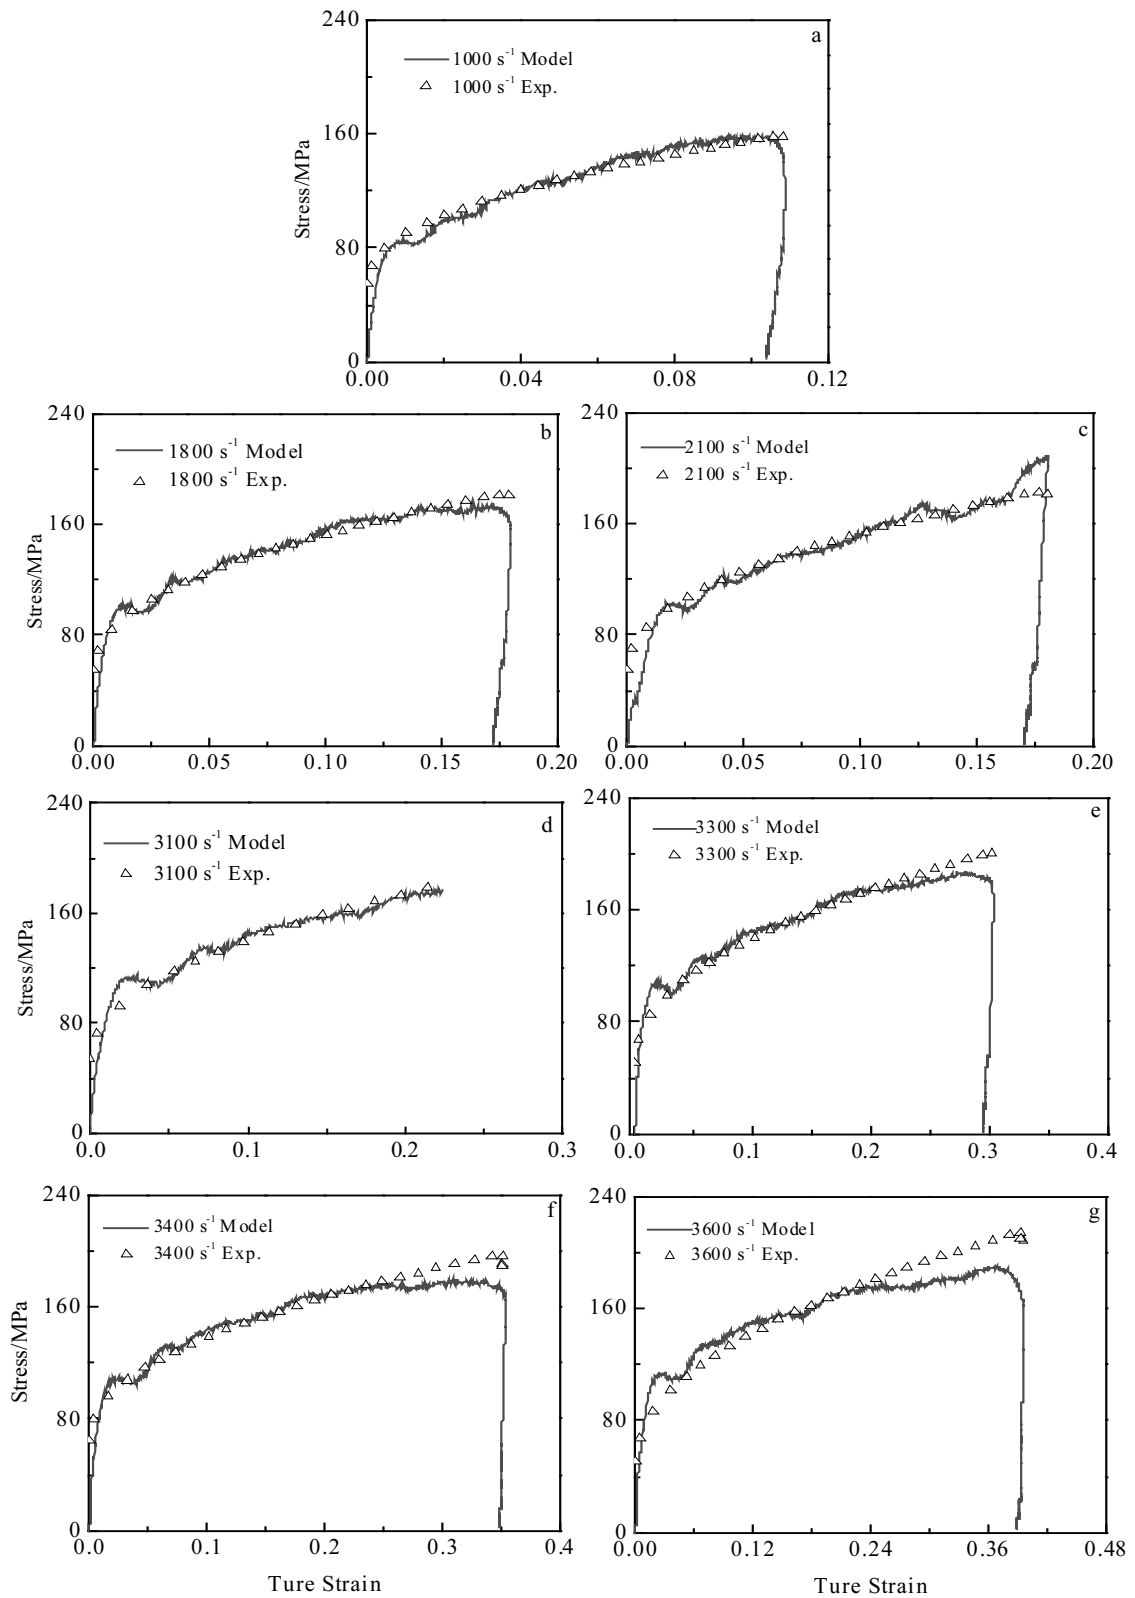 240
a
1000 s-1 Model
1000 s-1 Exp.
160
Stress/MPa
80
0
0.00 0.04 0.08 0.12
240
b
1800 s-1 Model
1800 s-1 Exp.
160
Stress/MPa
80
0
0.00 0.05 0.10 0.15 0.20
240
c
2100 s-1 Model
2100 s-1 Exp.
160
80
0
0.00 0.05 0.10 0.15 0.20
240
d
3100 s-1 Model
3100 s-1 Exp.
160
Stress/MPa
80
0
0.0 0.1 0.2 0.3
240
e
3300 s-1 Model
3300 s-1 Exp.
160
80
0
0.0 0.1 0.2 0.3 0.4
240
f
3400 s-1 Model
3400 s-1 Exp.
160
Stress/MPa
80
0
0.0 0.1 0.2 0.3 0.4
Ture Strain
240
g
3600 s-1 Model
3600 s-1 Exp.
160
80
0
0.00 0.12 0.24 0.36 0.48
Ture Strain